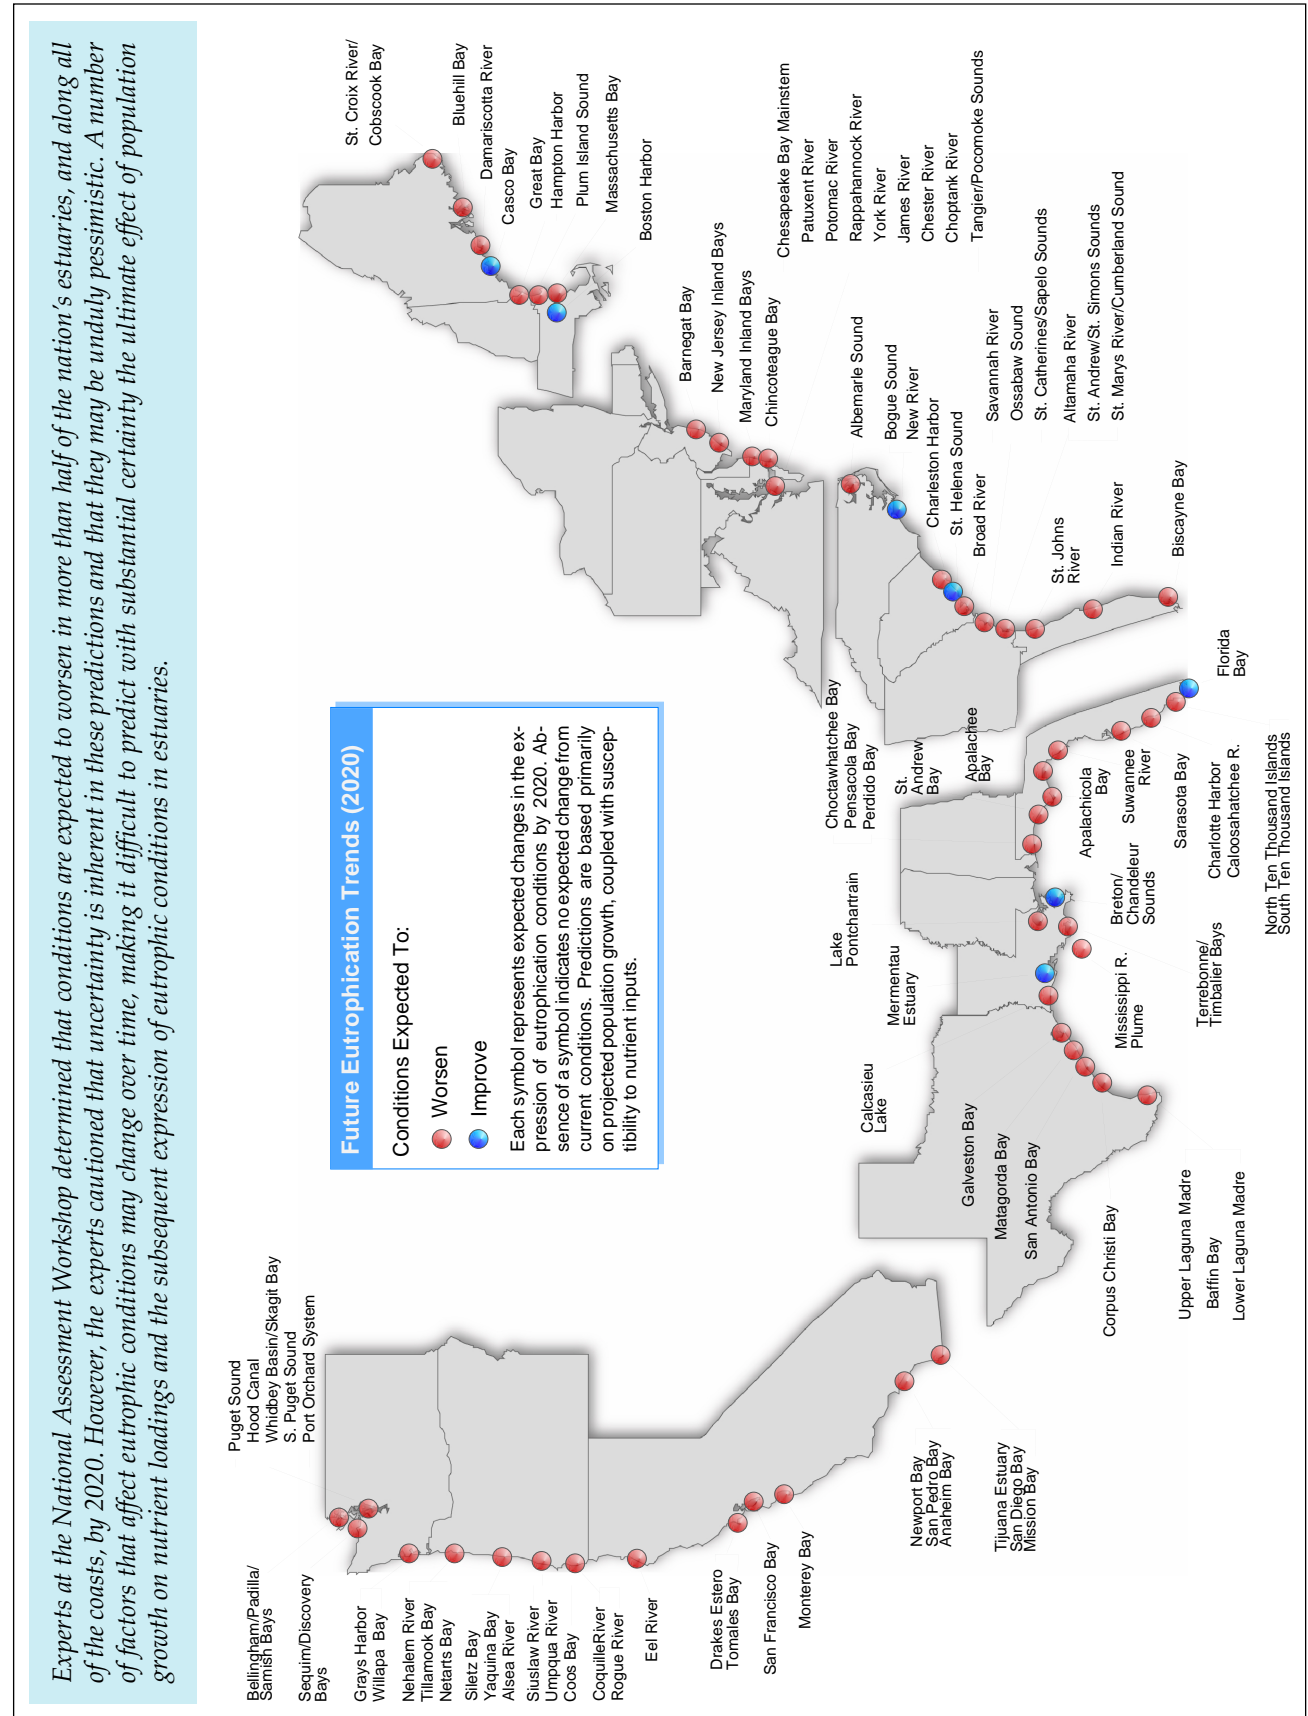 Experts at the National Assessment Workshop determined that conditions are expected to worsen in more than half of the nation's estuaries, and along all
of the coasts, by 2020. However, the experts cautioned that uncertainty is inherent in these predictions and that they may be unduly pessimistic. A number
of factors that affect eutrophic conditions may change over time, making it difficult to predict with substantial certainty the ultimate effect of population
growth on nutrient loadings and the subsequent expression of eutrophic conditions in estuaries.
Puget Sound
Hood Canal
Whidbey Basin/Skagit Bay
S. Puget Sound
Port Orchard System
Bellingham/Padilla/
Samish Bays
Sequim/Discovery
Bays
Grays Harbor
Willapa Bay
Nehalem River
Tillamook Bay
Netarts Bay
Siletz Bay
Yaquina Bay
Alsea River
Siuslaw River
Umpqua River
Coos Bay
CoquilleRiver
Rogue River
Eel River
Drakes Estero
Tomales Bay
San Francisco Bay
Monterey Bay
Newport Bay
San Pedro Bay
Anaheim Bay
Tijuana Estuary
San Diego Bay
Mission Bay
Future Eutrophication Trends (2020)
Conditions Expected To:
Worsen
Improve
Each symbol represents expected changes in the ex-
pression of eutrophication conditions by 2020. Ab-
sence of a symbol indicates no expected change from
current conditions. Predictions are based primarily
on projected population growth, coupled with suscep-
tibility to nutrient inputs.
Calcasieu
Lake
Mermentau
Estuary
Lake
Pontchartrain
Galveston Bay
Matagorda Bay
San Antonio Bay
Corpus Christi Bay
Upper Laguna Madre
Baffin Bay
Lower Laguna Madre
Mississippi R.
Plume
Terrebonne/
Timbalier Bays
Breton/
Chandeleur
Sounds
Choctawhatchee Bay
Pensacola Bay
Perdido Bay
St.
Andrew
Bay
Apalachee
Bay
Apalachicola
Bay
Suwannee
River
Sarasota Bay
Charlotte Harbor
Caloosahatchee R.
North Ten Thousand Islands
South Ten Thousand Islands
Florida
Bay
St. Croix River/
Cobscook Bay
Bluehill Bay
Damariscotta River
Casco Bay
Great Bay
Hampton Harbor
Plum Island Sound
Massachusetts Bay
Boston Harbor
Barnegat Bay
New Jersey Inland Bays
Maryland Inland Bays
Chincoteague Bay
Chesapeake Bay Mainstem
Patuxent River
Potomac River
Rappahannock River
York River
James River
Chester River
Choptank River
Tangier/Pocomoke Sounds
Albemarle Sound
Bogue Sound
New River
Charleston Harbor
St. Helena Sound
Broad River
Savannah River
Ossabaw Sound
St. Catherines/Sapelo Sounds
Altamaha River
St. Andrew/St. Simons Sounds
St. Marys River/Cumberland Sound
St. Johns
River
Indian River
Biscayne Bay